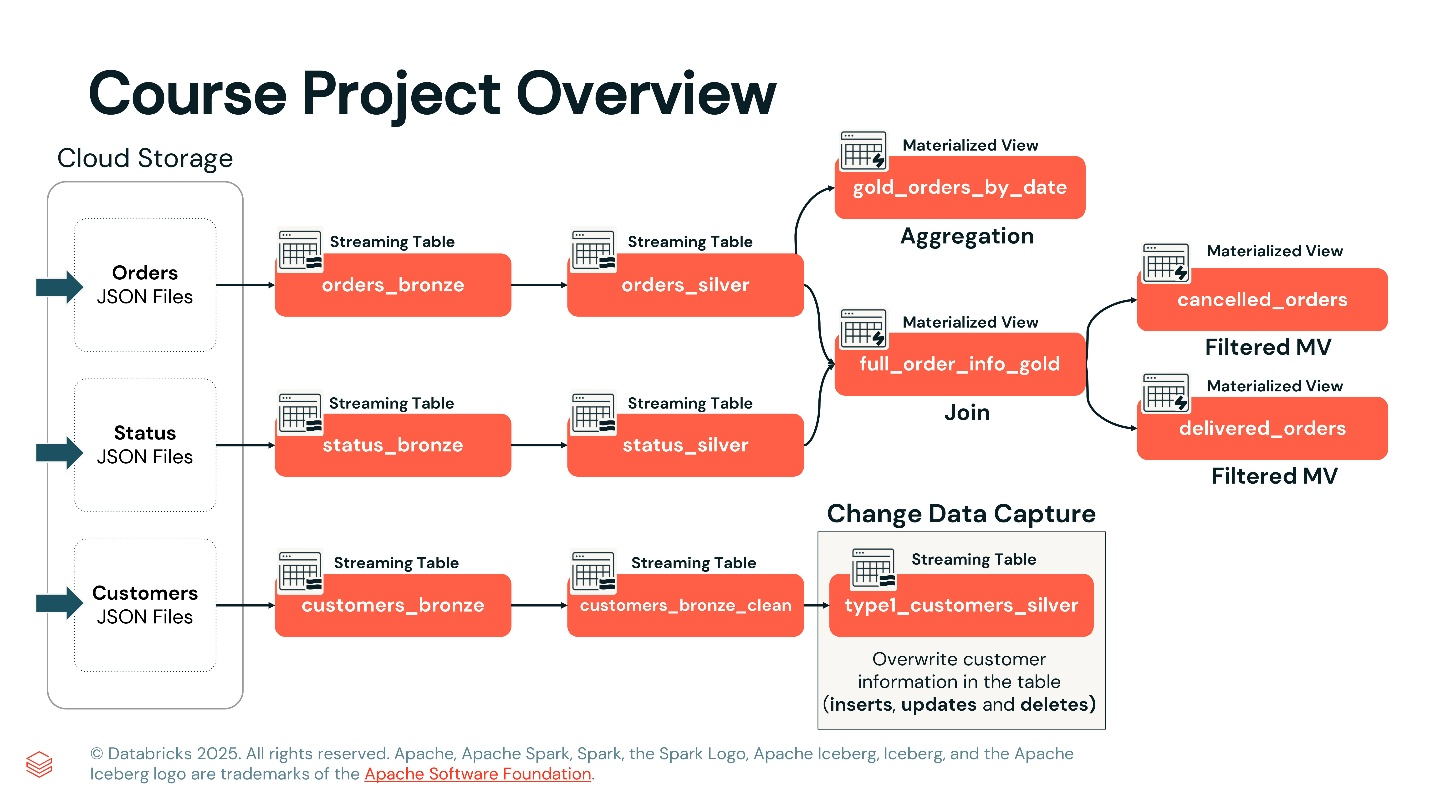 Course Project Overview
Cloud Storage
Orders
JSON Files
Status
JSON Files
Customers
JSON Files
Streaming Table
orders_bronze
Streaming Table
orders_silver
Streaming Table
status_bronze
Streaming Table
status_silver
Streaming Table
customers_bronze
Streaming Table
customers_bronze_clean
Materialized View
gold_orders_by_date
Aggregation
Materialized View
full_order_info_gold
Join
Materialized View
cancelled_orders
Filtered MV
Materialized View
delivered_orders
Filtered MV
Change Data Capture
Streaming Table
type1_customers_silver
Overwrite customer
information in the table
(inserts, updates and deletes)
© Databricks 2025. All rights reserved. Apache, Apache Spark, Spark, the Spark Logo, Apache Iceberg, Iceberg, and the Apache
Iceberg logo are trademarks of the Apache Software Foundation.